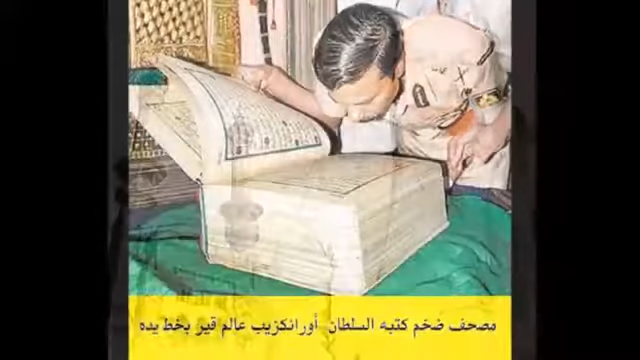 مصحف ضخم كتبه السلطان أورانكزيب عالم قير بخط يده